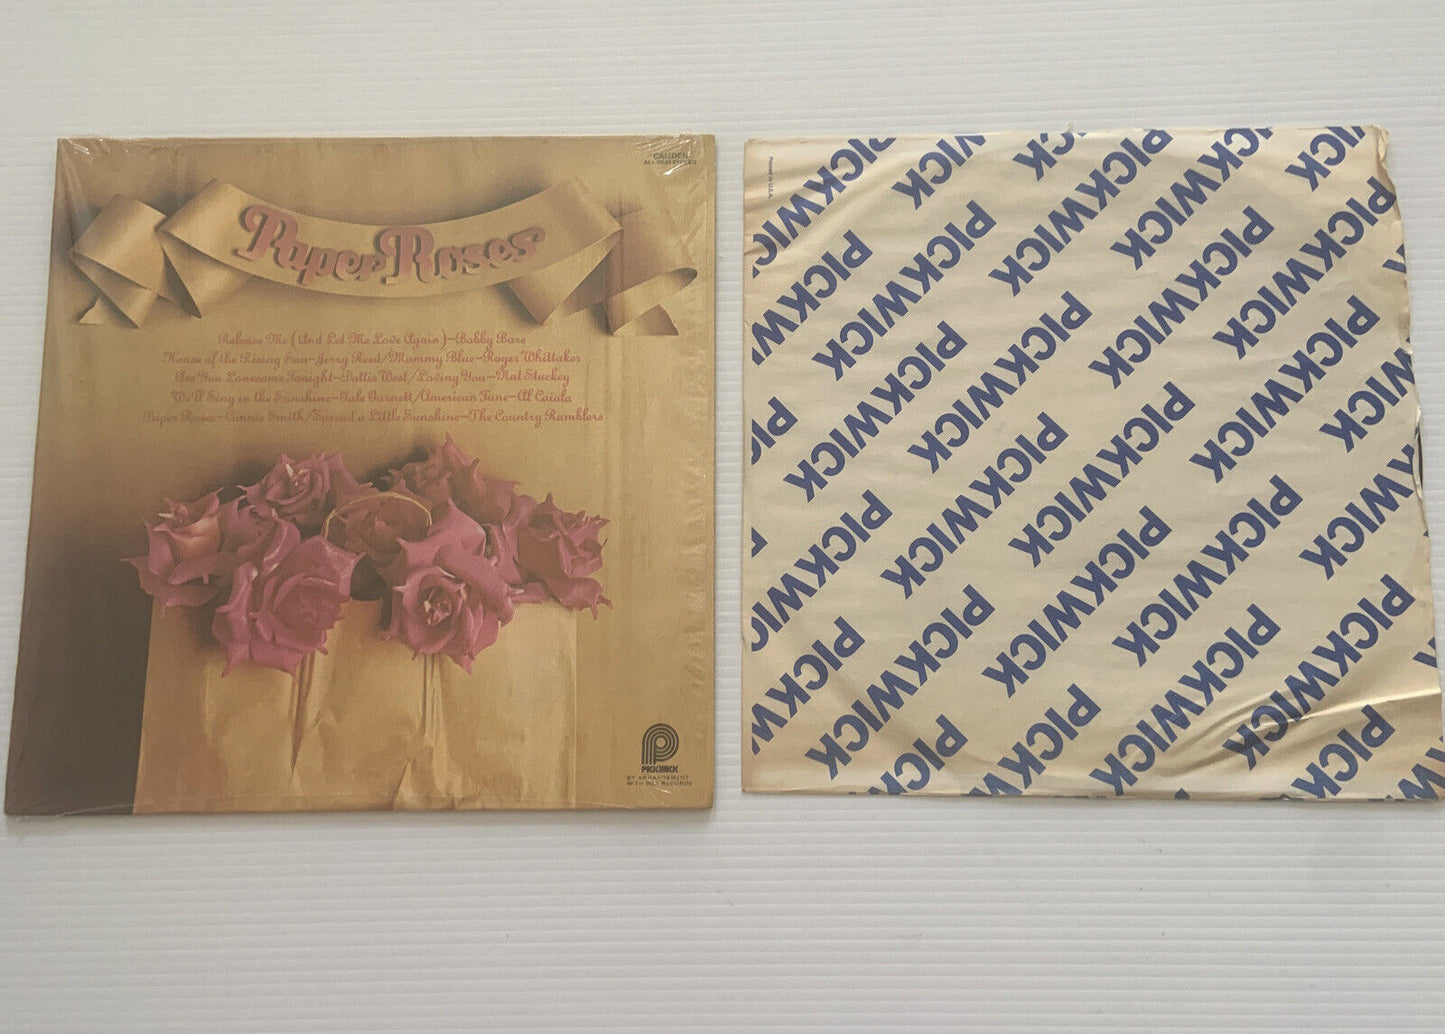 CAMDEN
Paper Roses
Release Me (And Let Me Love Again)—Bobby Bare
House of the Rising Sun—Jerry Reed/Mammy Blue—Roger Whittaker
Are You Lonesome Tonight—Dottie West/Loving You—Nat Stuckey
We'll Sing in the Sunshine—Gale Garnett/American Tune—Al Caiola
Paper Roses—Connie Smith/Spread a Little Sunshine—The Country Ramblers
PICKWICK
BY ARRANGEMENT
WITH RCA RECORDS
Printed in U.S.A.
PICKWICK PICKWICK PICKWICK PICKWICK
PICKWICK PICKWICK PICKWICK PICKWICK
PICKWICK PICKWICK PICKWICK PICKWICK
PICKWICK PICKWICK PICKWICK PICKWICK
PICKWICK PICKWICK PICKWICK PICKWICK